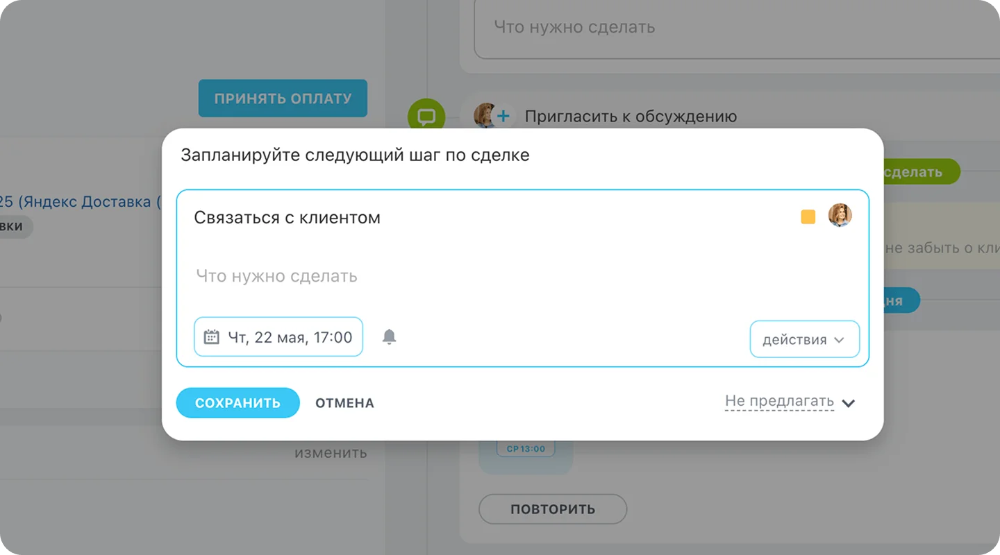 Что нужно сделать
ПРИНЯТЬ ОПЛАТУ
Пригласить к обсуждению
Запланируйте следующий шаг по сделке
сделать
25 (Яндекс Доставка (
вки
Связаться с клиентом
не забыть о кли
Что нужно сделать
дня
Чт, 22 мая, 17:00
действия
СОХРАНИТЬ
ОТМЕНА
Не предлагать
изменить
СР 13:00
ПОВТОРИТЬ